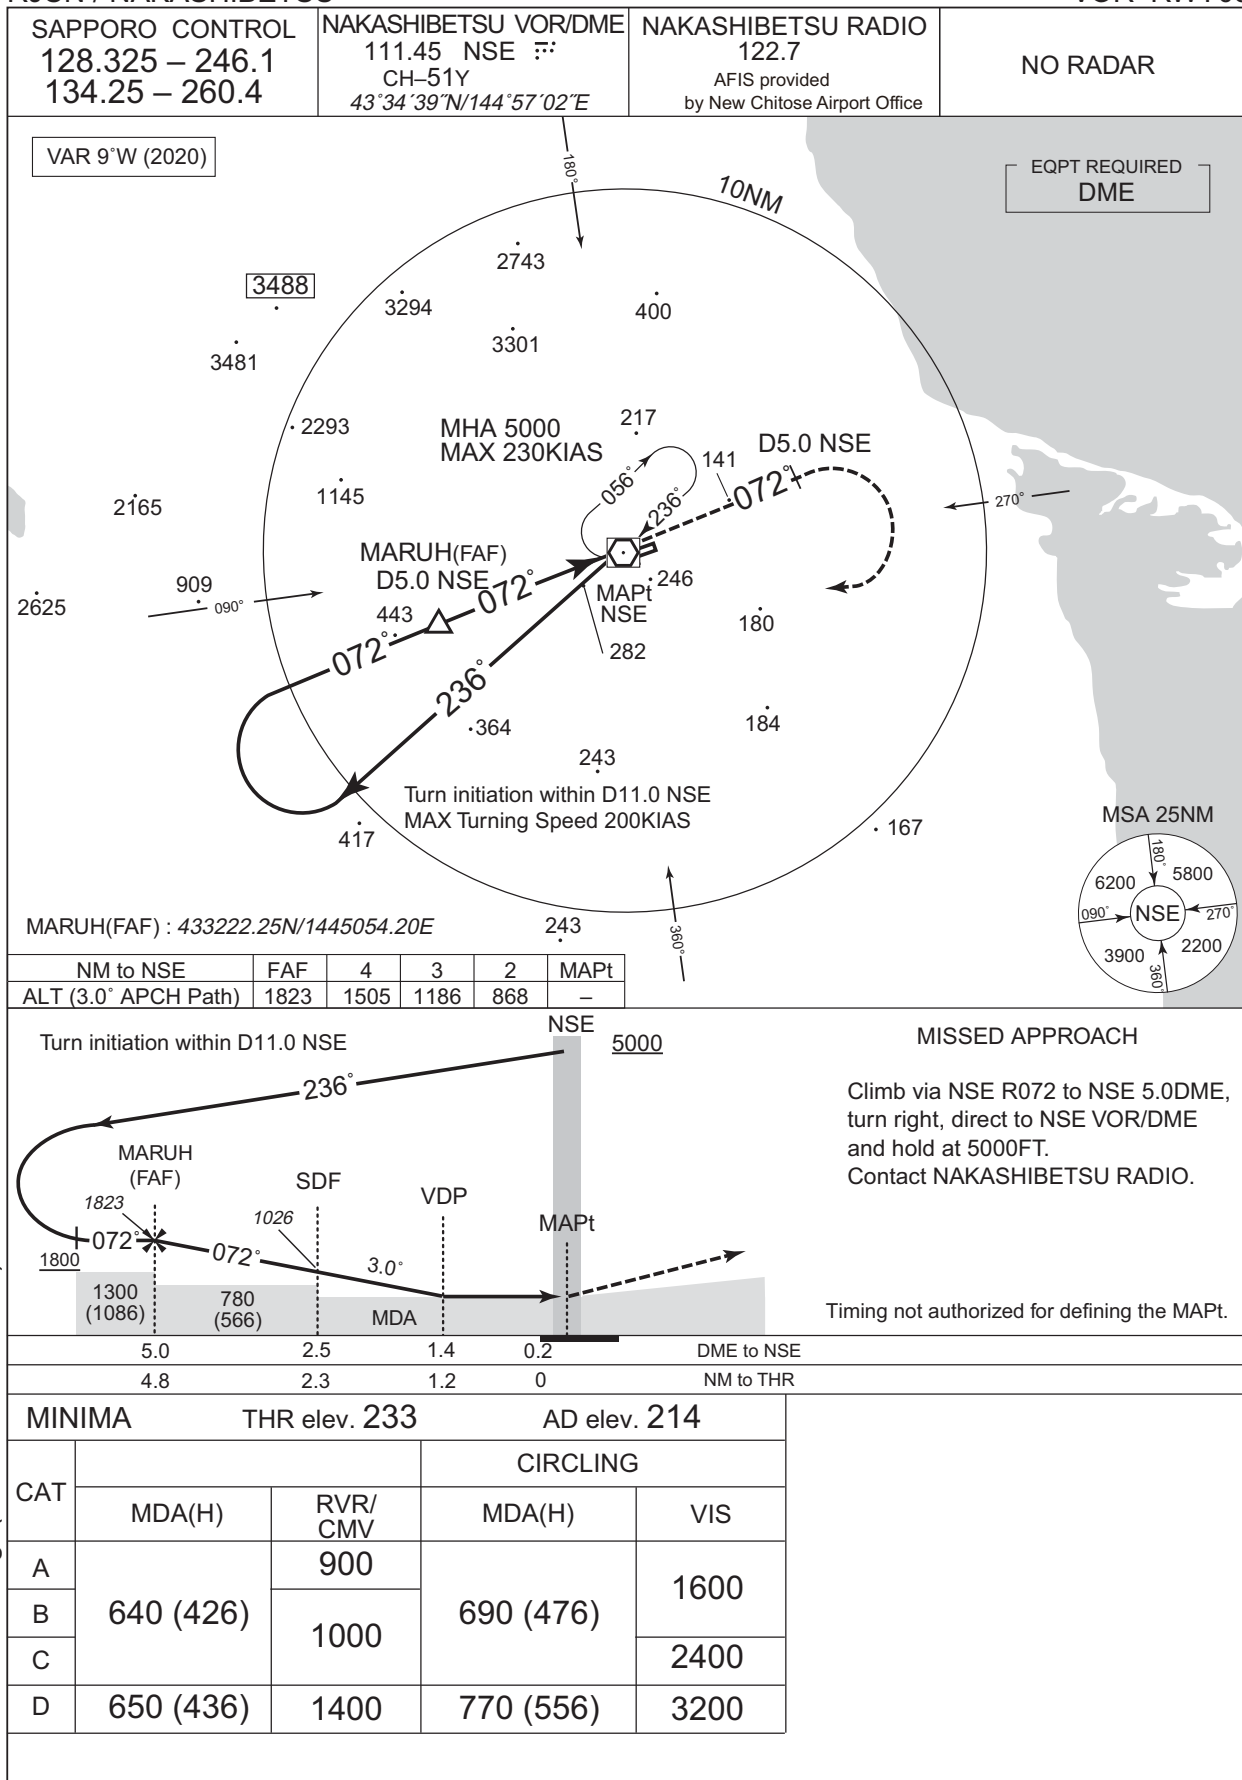 SAPPORO CONTROL
128.325 – 246.1
134.25 – 260.4
NAKASHIBETSU VOR/DME
111.45 NSE
CH–51Y
43°34´39˝N/144°57´02˝E
NAKASHIBETSU RADIO
122.7
AFIS provided
by New Chitose Airport Office
NO RADAR
VAR 9°W (2020)
EQPT REQUIRED
DME
180°
10NM
2743
3488
3294
400
3301
3481
2293
MHA 5000
MAX 230KIAS
217
D5.0 NSE
141
056°
236°
072°
270°
1145
2165
MARUH(FAF)
D5.0 NSE
072°
909
090°
2625
443
072°
MAPt
NSE
246
180
282
236°
364
184
243
Turn initiation within D11.0 NSE
MAX Turning Speed 200KIAS
417
167
MSA 25NM
180°
6200
5800
090°
NSE
270°
3900
2200
360°
360°
243
MARUH(FAF) : 433222.25N/1445054.20E
NM to NSE FAF 4 3 2 MAPt
ALT (3.0° APCH Path) 1823 1505 1186 868 –
Turn initiation within D11.0 NSE
NSE
5000
236°
MARUH
(FAF)
SDF
VDP
MAPt
1823
1026
072°
072°
3.0°
1800
1300
(1086)
780
(566)
MDA
MISSED APPROACH
Climb via NSE R072 to NSE 5.0DME,
turn right, direct to NSE VOR/DME
and hold at 5000FT.
Contact NAKASHIBETSU RADIO.
Timing not authorized for defining the MAPt.
5.0 2.5 1.4 0.2 DME to NSE
4.8 2.3 1.2 0 NM to THR
MINIMA THR elev. 233 AD elev. 214
CAT
CIRCLING
MDA(H) RVR/CMV MDA(H) VIS
A 640 (426) 900 690 (476) 1600
B 1000
C 2400
D 650 (436) 1400 770 (556) 3200